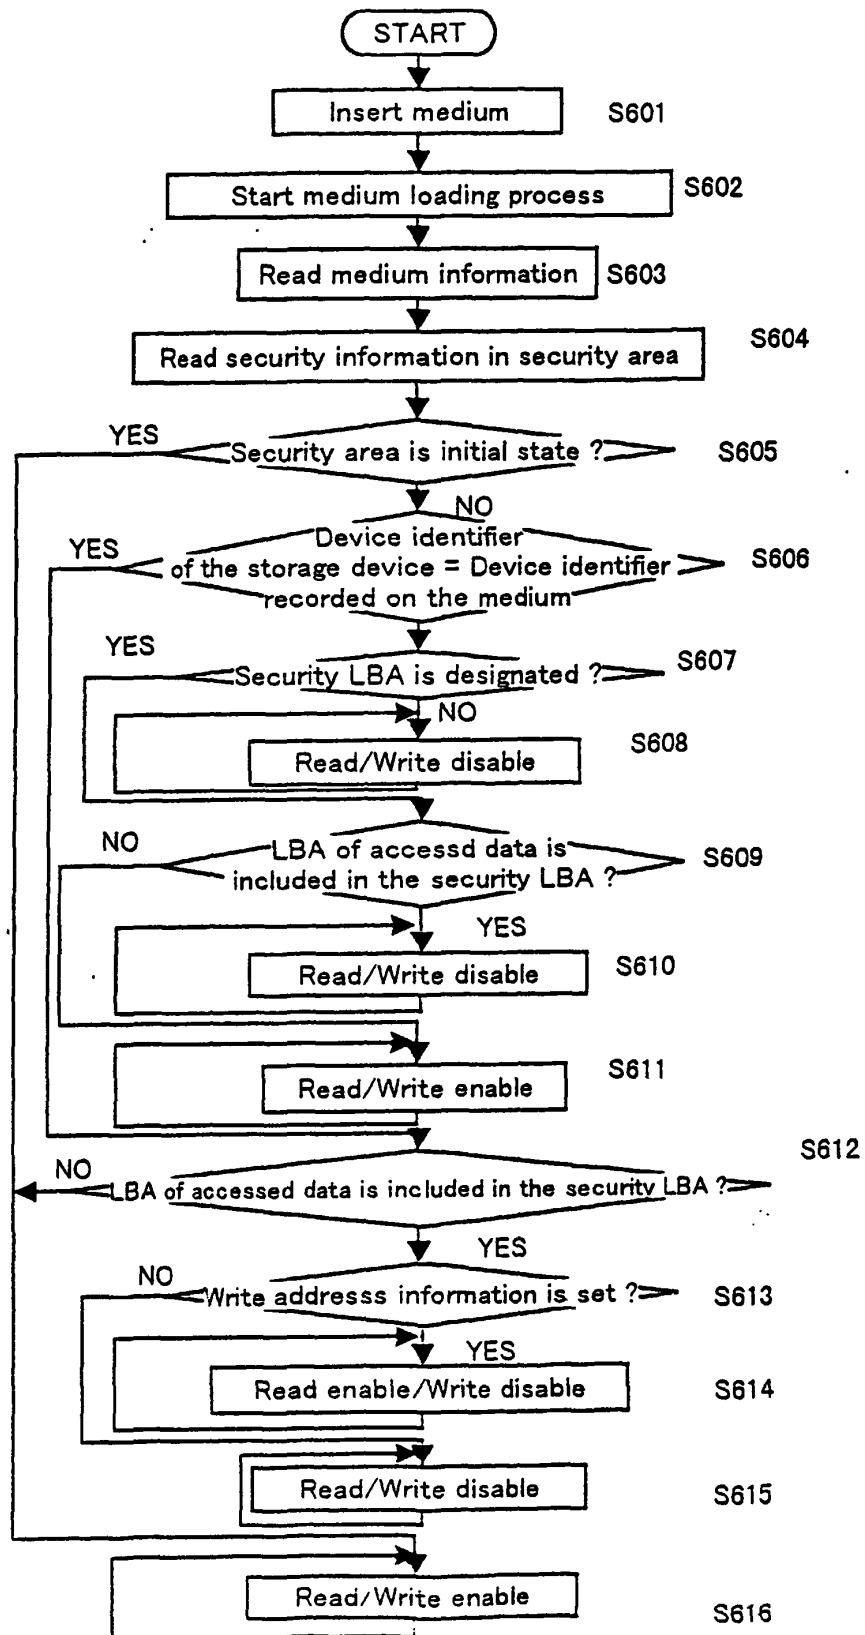 START
Insert medium S601
Start medium loading process S602
Read medium information S603
Read security information in security area S604
YES
Security area is initial state ? S605
NO
Device identifier
YES
of the storage device = Device identifier S606
recorded on the medium
YES
Security LBA is designated ? S607
NO
Read/Write disable S608
NO
LBA of accessd data is S609
included in the security LBA ?
YES
Read/Write disable S610
Read/Write enable S611
S612
NO
LBA of accessed data is included in the security LBA ?
YES
NO
Write addresss information is set ? S613
YES
Read enable/Write disable S614
Read/Write disable S615
Read/Write enable S616